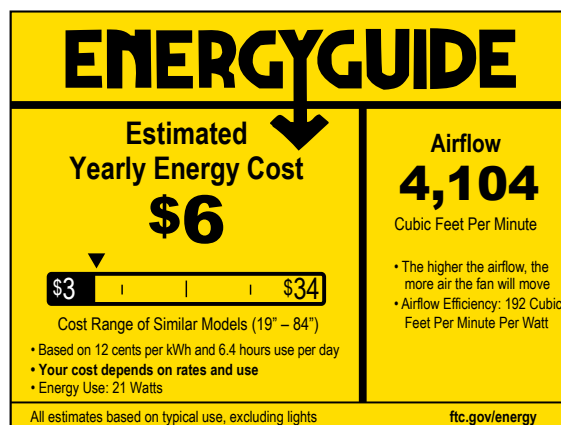 ENERGYGUIDE
Estimated
Yearly Energy Cost
$6
$3
$34
Cost Range of Similar Models (19” – 84”)
• Based on 12 cents per kWh and 6.4 hours use per day
• Your cost depends on rates and use
• Energy Use: 21 Watts
Airflow
4,104
Cubic Feet Per Minute
• The higher the airflow, the
more air the fan will move
• Airflow Efficiency: 192 Cubic
Feet Per Minute Per Watt
All estimates based on typical use, excluding lights
ftc.gov/energy